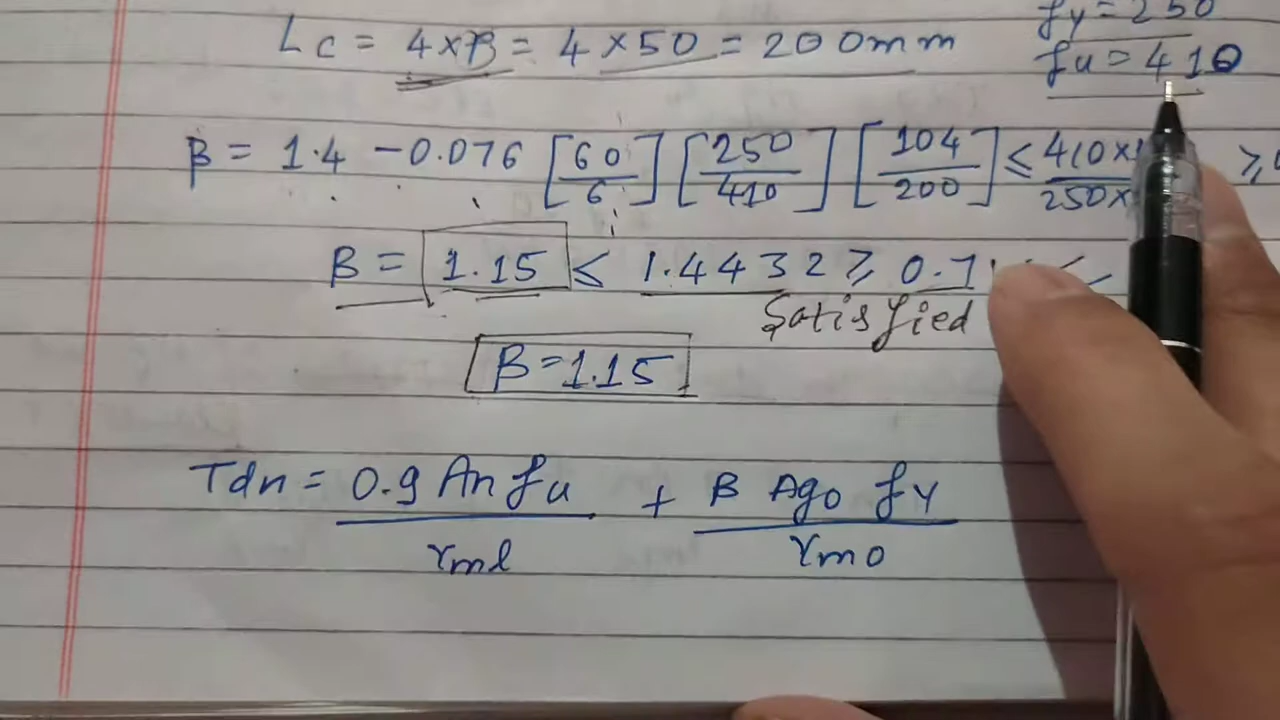 fy = 250
Lc = 4×B = 4×50 = 200mm
fu = 410
β = 1.4 - 0.076 [60/6] [250/410] [104/200] ≤ 410× / 250× ≥
β = 1.15 ≤ 1.4432 ≥ 0.7
Satisfied
β = 1.15
Tdn = 0.9 An fu / γml + β Ago fy / γmo